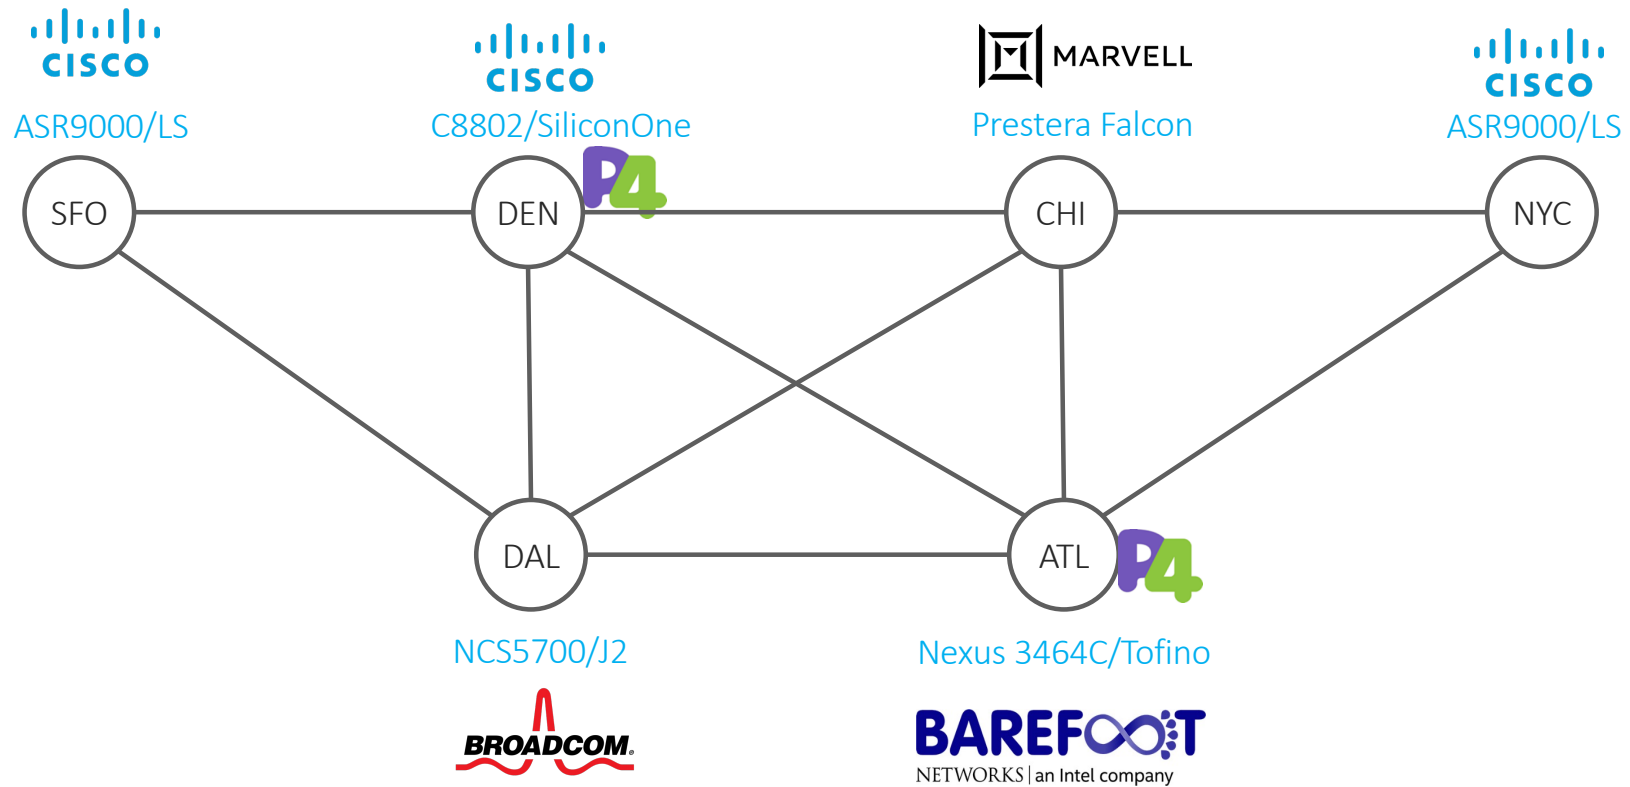 CISCO
ASR9000/LS
CISCO
C8802/SiliconOne
MARVELL
Prestera Falcon
CISCO
ASR9000/LS
SFO
DEN
P4
CHI
NYC
DAL
ATL
P4
NCS5700/J2
BROADCOM®
Nexus 3464C/Tofino
BAREFOOT
NETWORKS | an Intel company